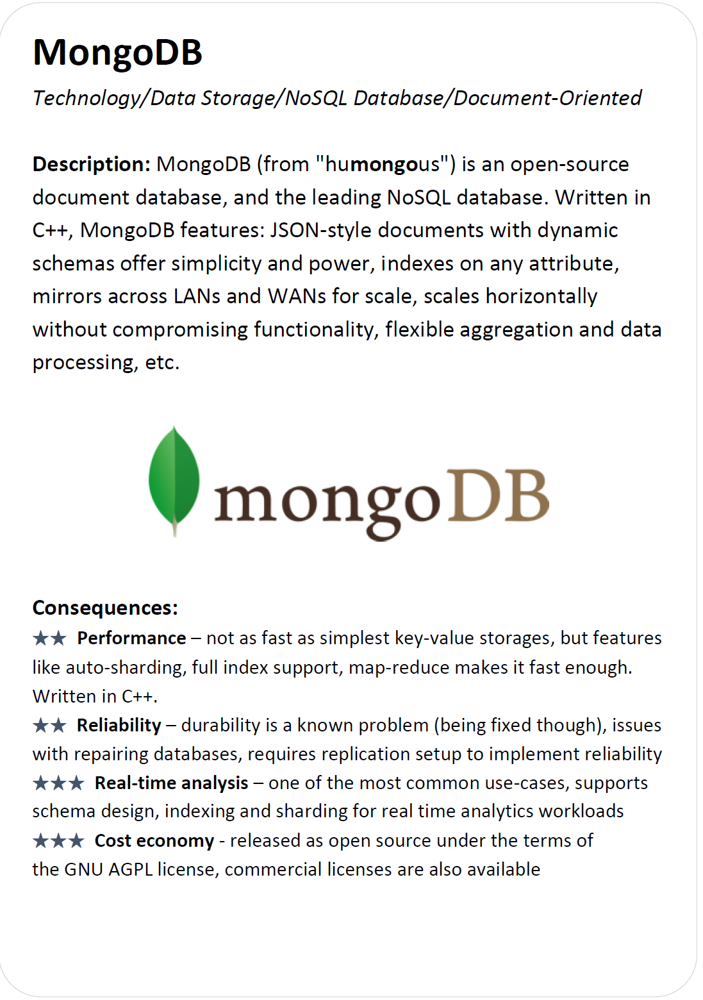 MongoDB
Technology/Data Storage/NoSQL Database/Document-Oriented
Description: MongoDB (from "humongous") is an open-source
document database, and the leading NoSQL database. Written in
C++, MongoDB features: JSON-style documents with dynamic
schemas offer simplicity and power, indexes on any attribute,
mirrors across LANs and WANs for scale, scales horizontally
without compromising functionality, flexible aggregation and data
processing, etc.
mongoDB
Consequences:
★★ Performance – not as fast as simplest key-value storages, but features
like auto-sharding, full index support, map-reduce makes it fast enough.
Written in C++.
★★ Reliability – durability is a known problem (being fixed though), issues
with repairing databases, requires replication setup to implement reliability
★★★ Real-time analysis – one of the most common use-cases, supports
schema design, indexing and sharding for real time analytics workloads
★★★ Cost economy - released as open source under the terms of
the GNU AGPL license, commercial licenses are also available